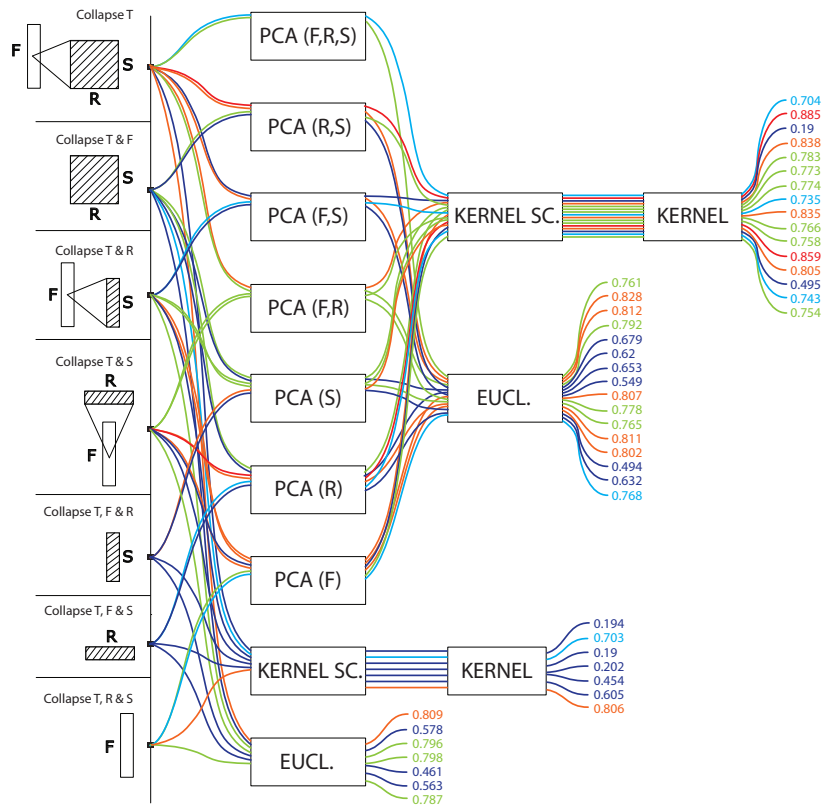 Collapse T
F
S
R
Collapse T & F
S
R
Collapse T & R
F
S
Collapse T & S
R
F
Collapse T, F & R
S
Collapse T, F & S
R
Collapse T, R & S
F
PCA (F,R,S)
PCA (R,S)
PCA (F,S)
PCA (F,R)
PCA (S)
PCA (R)
PCA (F)
KERNEL SC.
KERNEL
EUCL.
KERNEL SC.
KERNEL
0.704
0.885
0.19
0.838
0.783
0.773
0.774
0.735
0.835
0.766
0.758
0.859
0.805
0.495
0.743
0.754
EUCL.
0.761
0.828
0.812
0.792
0.679
0.62
0.653
0.549
0.807
0.778
0.765
0.811
0.802
0.494
0.632
0.768
0.194
0.703
0.19
0.202
0.454
0.605
0.806
0.809
0.578
0.796
0.798
0.461
0.563
0.787